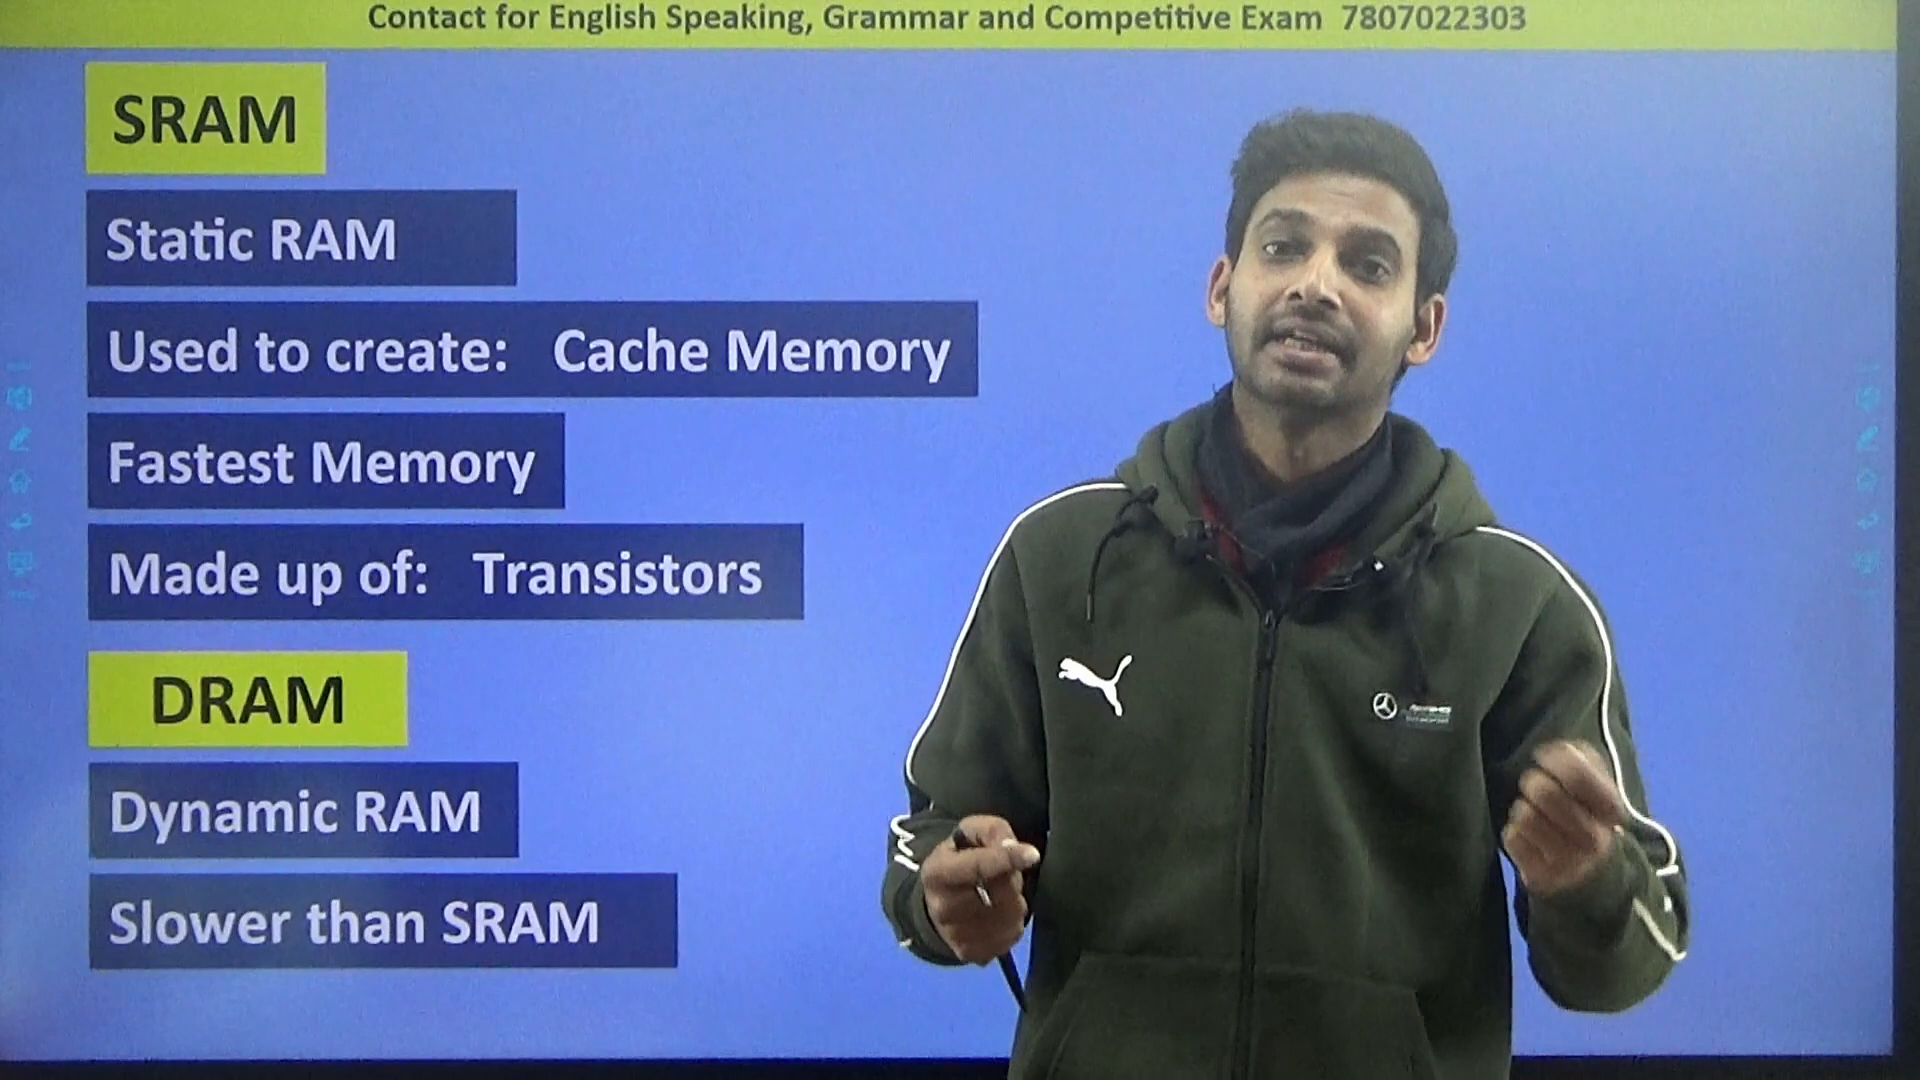 Contact for English Speaking, Grammar and Competitive Exam 7807022303
SRAM
Static RAM
Used to create: Cache Memory
Fastest Memory
Made up of: Transistors
DRAM
Dynamic RAM
Slower than SRAM